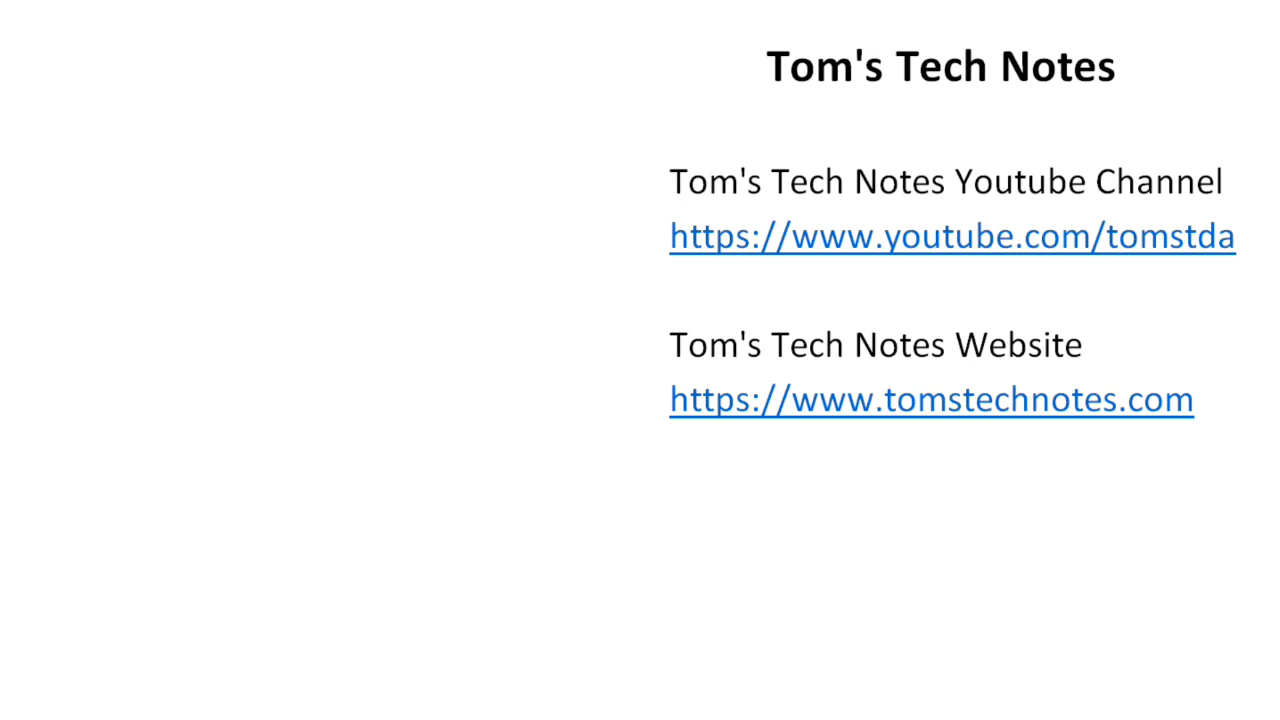 Tom's Tech Notes
Tom's Tech Notes Youtube Channel
https://www.youtube.com/tomstda
Tom's Tech Notes Website
https://www.tomstechnotes.com